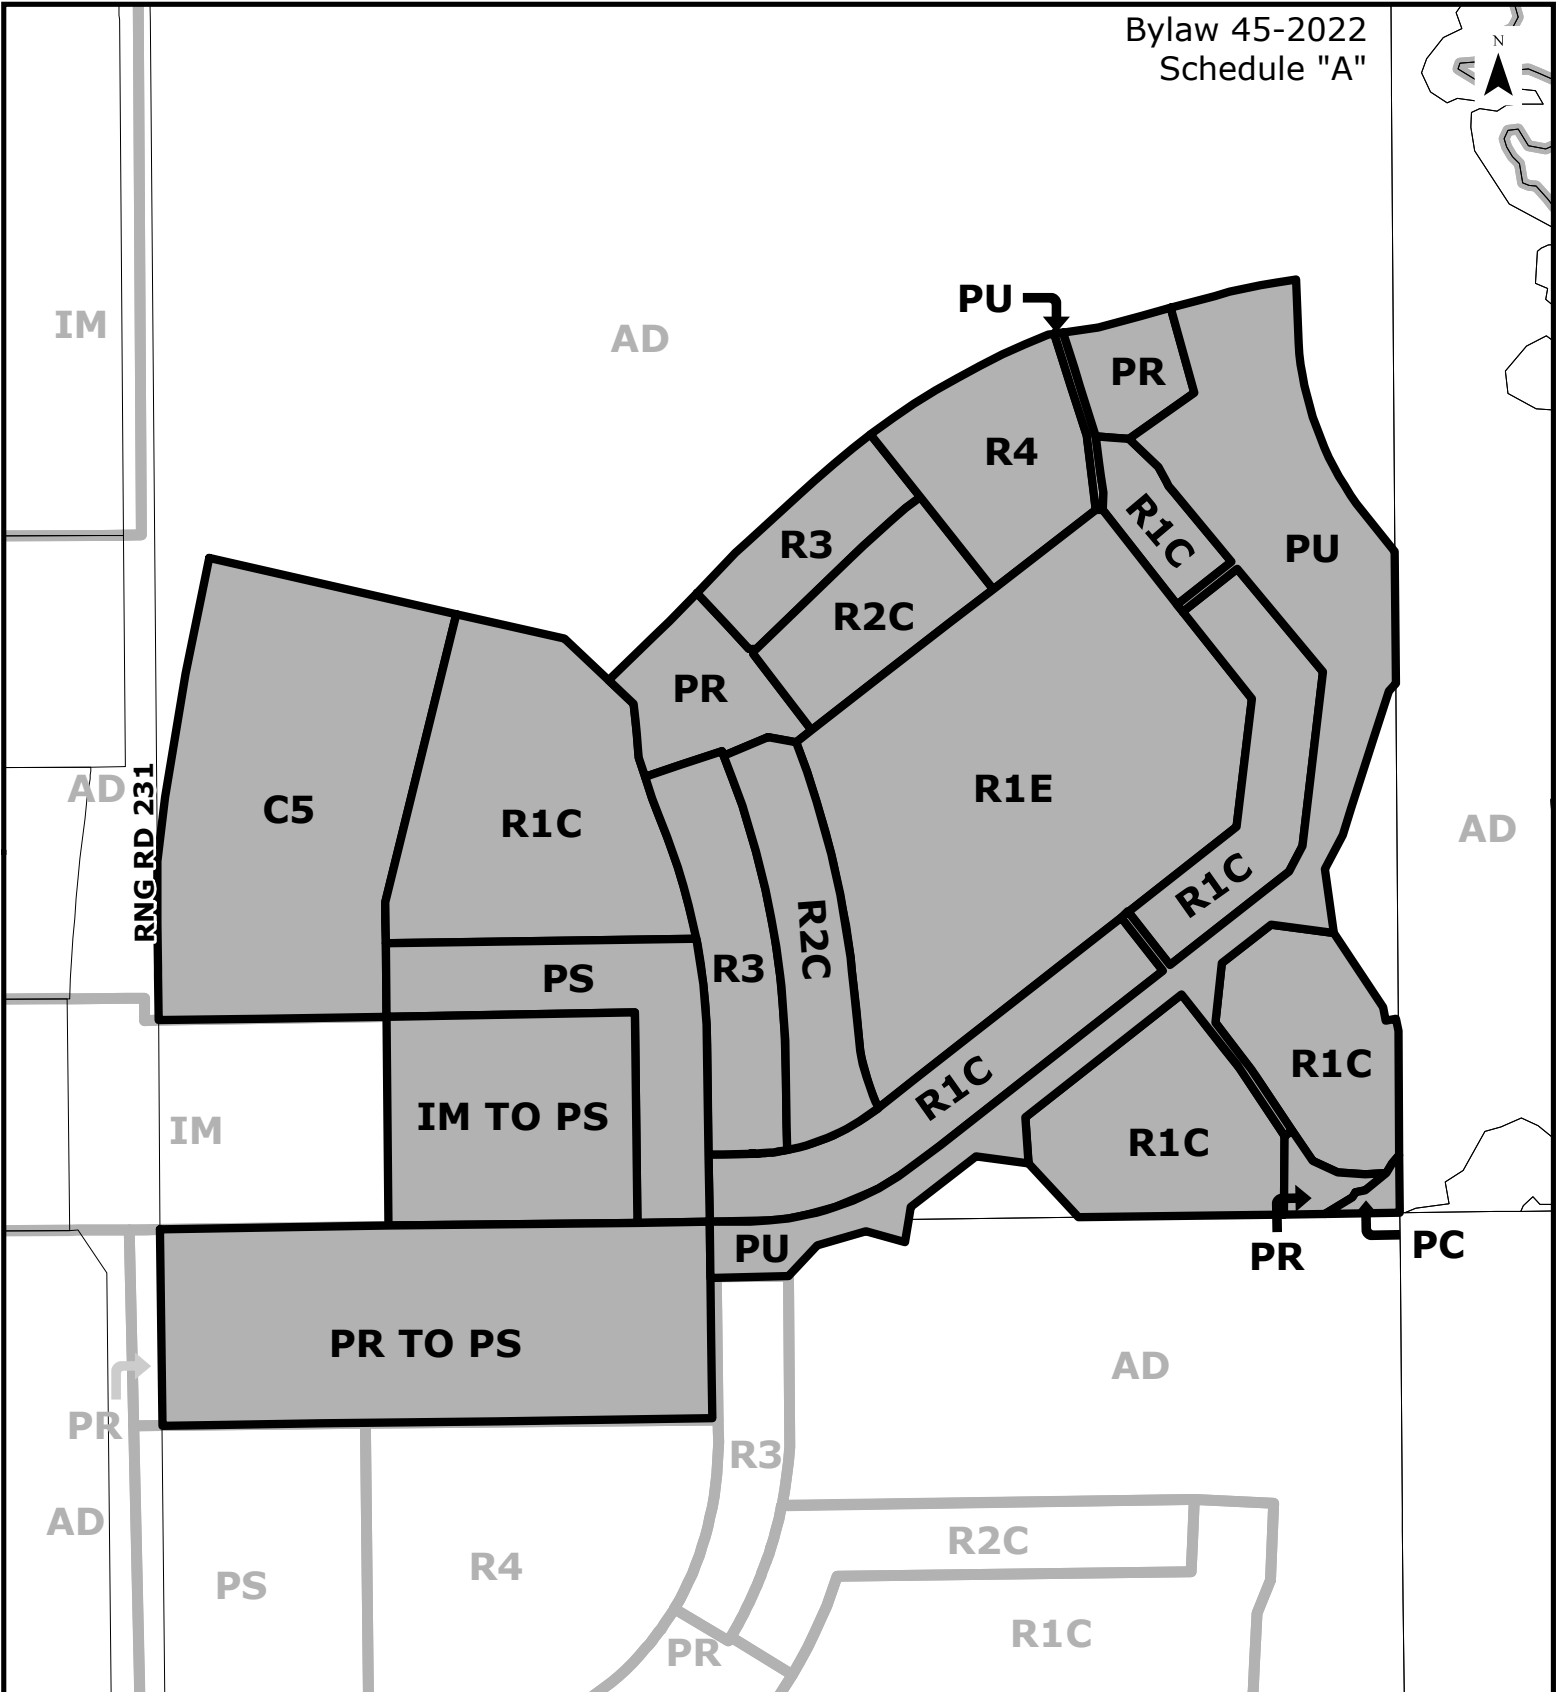 Bylaw 45-2022
Schedule "A"
N
PU
IM
AD
PR
R4
R1C
R3
PU
R2C
PR
AD
RNG RD 231
C5
R1C
R1E
AD
R1C
R2C
R3
PS
R1C
R1C
IM TO PS
IM
R1C
PU
PR
PC
PR TO PS
AD
PR
R3
AD
R2C
PS
R4
R1C
PR